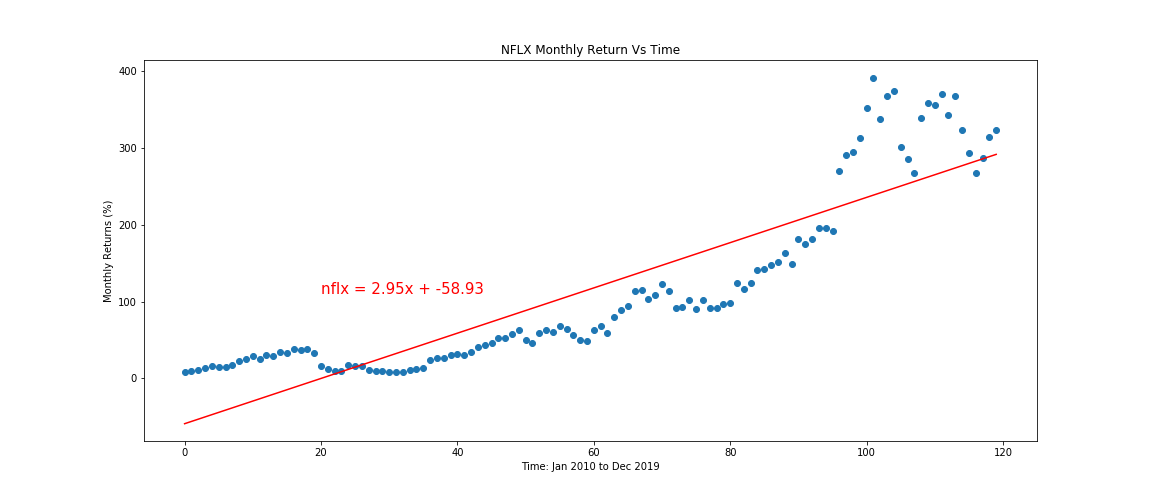 NFLX Monthly Return Vs Time
400
300
200
100
0
Monthly Returns (%)
nflx = 2.95x + -58.93
0 20 40 60 80 100 120
Time: Jan 2010 to Dec 2019